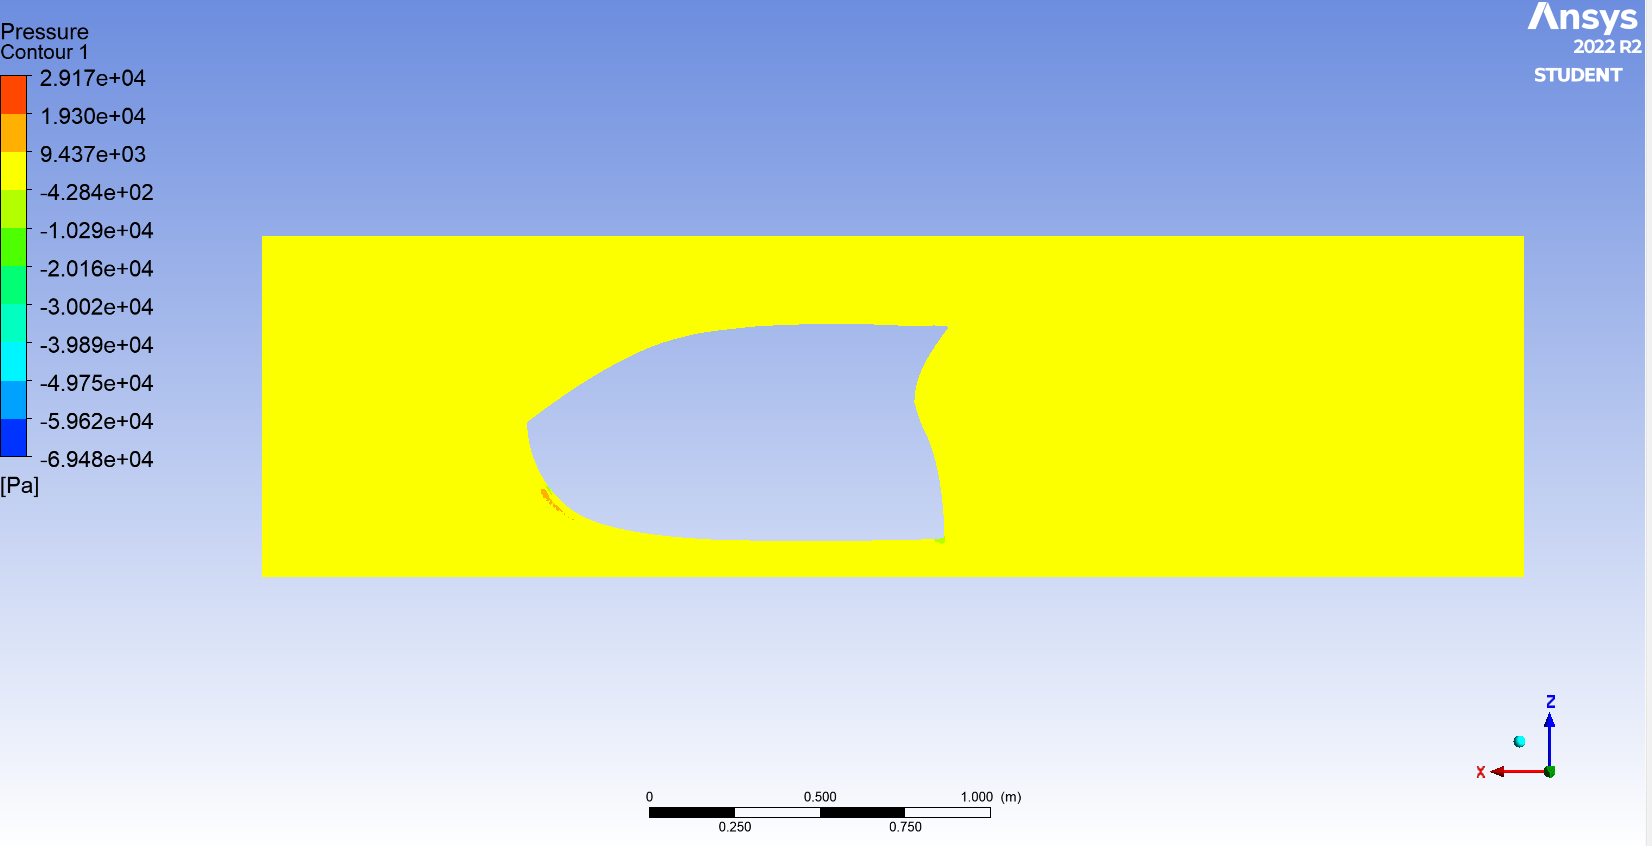 Pressure
Contour 1
2.917e+04
1.930e+04
9.437e+03
-4.284e+02
-1.029e+04
-2.016e+04
-3.002e+04
-3.989e+04
-4.975e+04
-5.962e+04
-6.948e+04
[Pa]
Ansys
2022 R2
STUDENT
0 0.500 1.000 (m)
0.250 0.750
Z
X